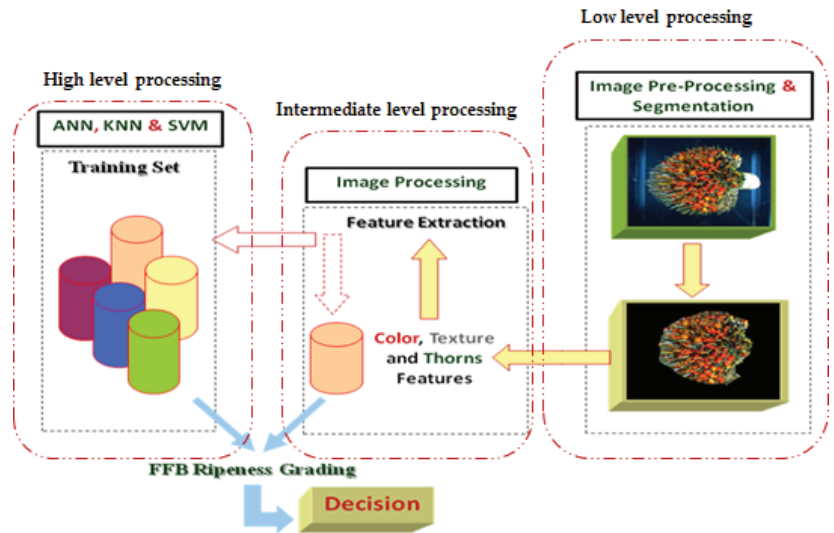 Low level processing
High level processing
Intermediate level processing
Image Pre-Processing &
Segmentation
ANN, KNN & SVM
Training Set
Image Processing
Feature Extraction
Color, Texture
and Thorns
Features
FFB Ripeness Grading
Decision